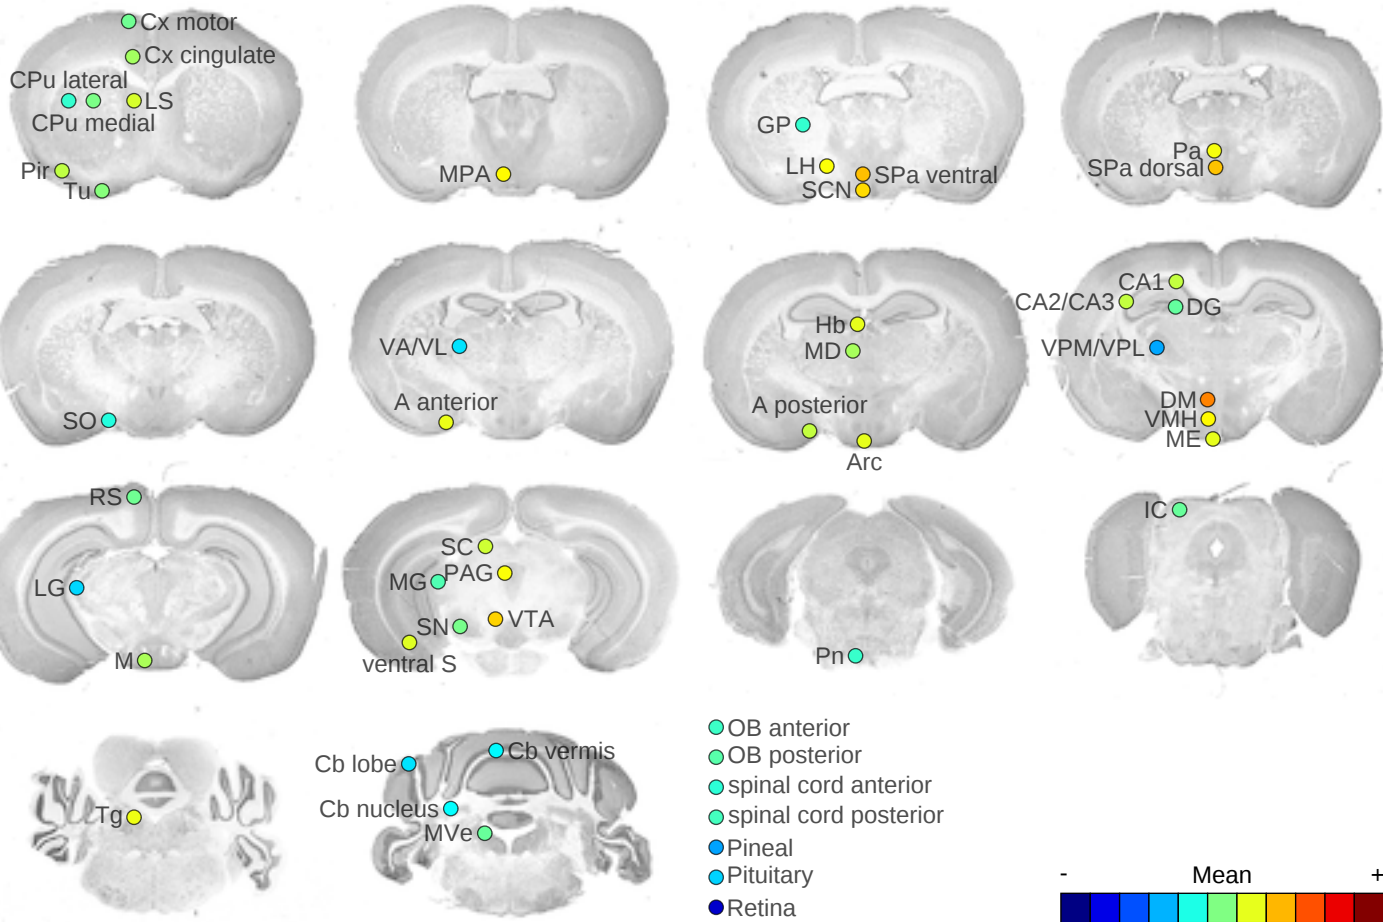 Cx motor
Cx cingulate
CPu lateral
LS
CPu medial
Pir
Tu
MPA
GP
LH
SPa ventral
SCN
Pa
SPa dorsal
SO
VA/VL
A anterior
Hb
MD
A posterior
Arc
CA1
CA2/CA3
DG
VPM/VPL
DM
VMH
ME
RS
LG
M
SC
PAG
MG
SN
VTA
ventral S
Pn
IC
Tg
Cb lobe
Cb vermis
Cb nucleus
MVe
OB anterior
OB posterior
spinal cord anterior
spinal cord posterior
Pineal
Pituitary
Retina
- Mean +